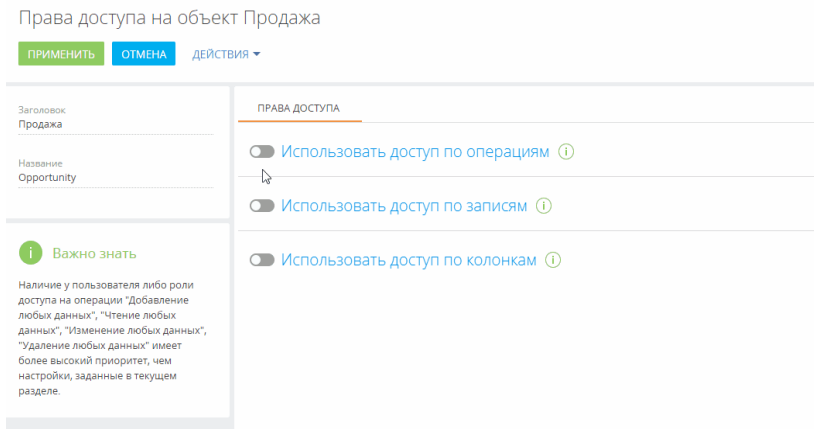 Права доступа на объект Продажа
ПРИМЕНИТЬ ОТМЕНА ДЕЙСТВИЯ
Заголовок
Продажа
Название
Opportunity
i Важно знать
Наличие у пользователя либо роли
доступа на операции "Добавление
любых данных", "Чтение любых
данных", "Изменение любых данных",
"Удаление любых данных" имеет
более высокий приоритет, чем
настройки, заданные в текущем
разделе.
ПРАВА ДОСТУПА
Использовать доступ по операциям i
Использовать доступ по записям i
Использовать доступ по колонкам i